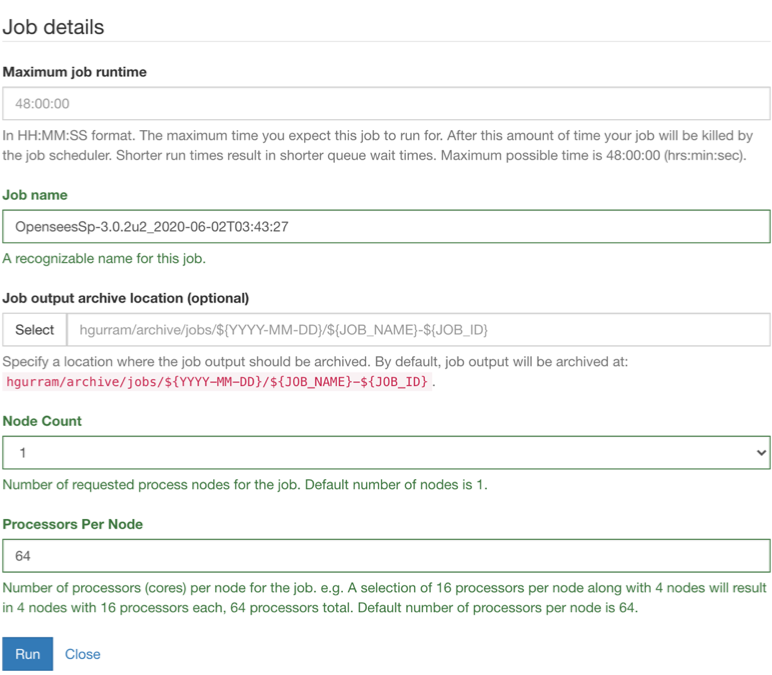 Job details
Maximum job runtime
48:00:00
In HH:MM:SS format. The maximum time you expect this job to run for. After this amount of time your job will be killed by
the job scheduler. Shorter run times result in shorter queue wait times. Maximum possible time is 48:00:00 (hrs:min:sec).
Job name
OpenseesSp-3.0.2u2_2020-06-02T03:43:27
A recognizable name for this job.
Job output archive location (optional)
Select hgurram/archive/jobs/${YYYY-MM-DD}/${JOB_NAME}-${JOB_ID}
Specify a location where the job output should be archived. By default, job output will be archived at:
hgurram/archive/jobs/${YYYY-MM-DD}/${JOB_NAME}-${JOB_ID} .
Node Count
1
Number of requested process nodes for the job. Default number of nodes is 1.
Processors Per Node
64
Number of processors (cores) per node for the job. e.g. A selection of 16 processors per node along with 4 nodes will result
in 4 nodes with 16 processors each, 64 processors total. Default number of processors per node is 64.
Run Close